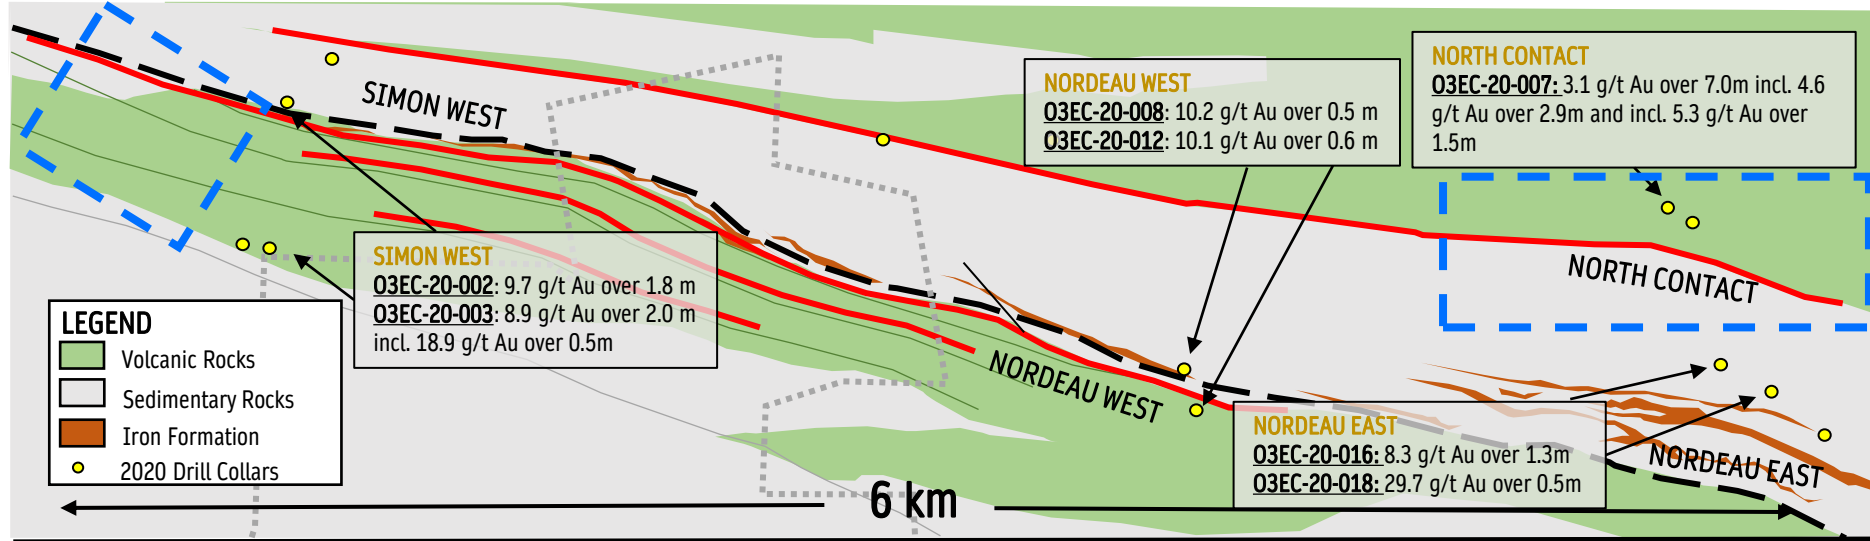 SIMON WEST
NORDEAU WEST
O3EC-20-008: 10.2 g/t Au over 0.5 m
O3EC-20-012: 10.1 g/t Au over 0.6 m
NORTH CONTACT
O3EC-20-007: 3.1 g/t Au over 7.0m incl. 4.6
g/t Au over 2.9m and incl. 5.3 g/t Au over
1.5m
SIMON WEST
O3EC-20-002: 9.7 g/t Au over 1.8 m
O3EC-20-003: 8.9 g/t Au over 2.0 m
incl. 18.9 g/t Au over 0.5m
NORTH CONTACT
LEGEND
Volcanic Rocks
Sedimentary Rocks
Iron Formation
2020 Drill Collars
NORDEAU WEST
NORDEAU EAST
O3EC-20-016: 8.3 g/t Au over 1.3m
O3EC-20-018: 29.7 g/t Au over 0.5m
NORDEAU EAST
6 km